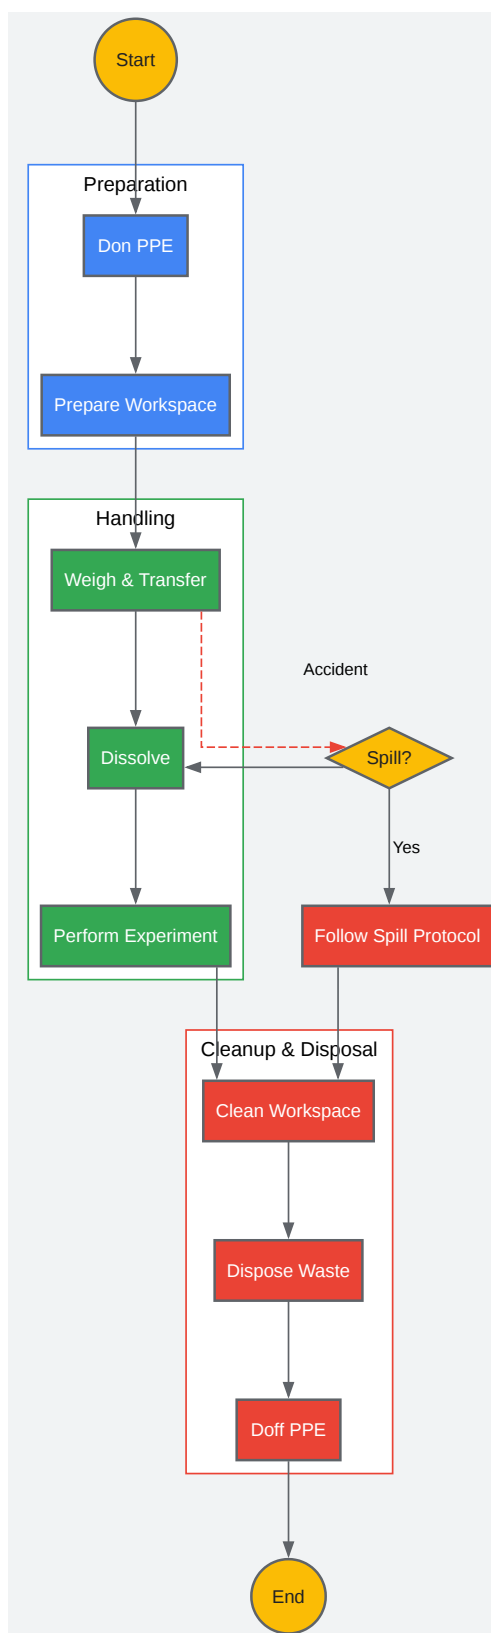 Start
Preparation
Don PPE
Prepare Workspace
Handling
Weigh & Transfer
Accident
Dissolve
Spill?
Yes
Perform Experiment
Follow Spill Protocol
Cleanup & Disposal
Clean Workspace
Dispose Waste
Doff PPE
End